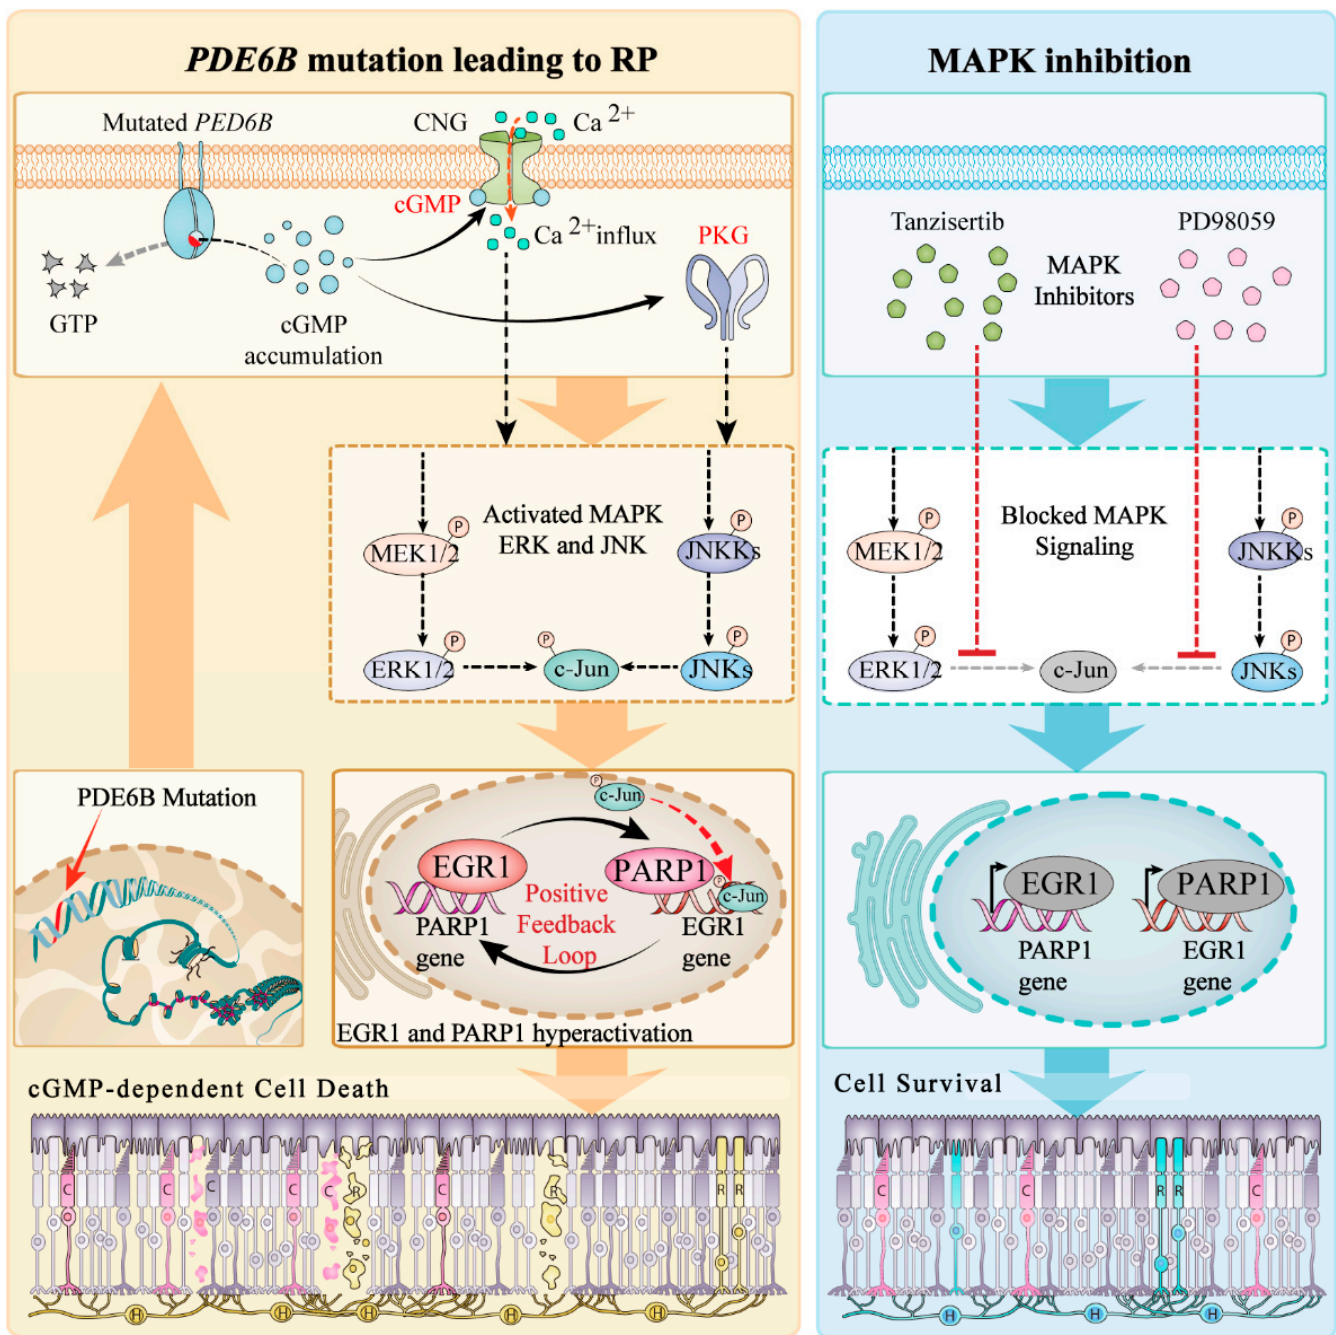 PDE6B mutation leading to RP
Mutated PED6B
CNG
Ca 2+
cGMP
Ca 2+influx
PKG
GTP
cGMP
accumulation
Activated MAPK
ERK and JNK
P
MEK1/2
P
JNKKs
P
ERK1/2
P
c-Jun
P
JNKs
PDE6B Mutation
P
c-Jun
EGR1
PARP1
P
c-Jun
PARP1
gene
Positive
Feedback
Loop
EGR1
gene
EGR1 and PARP1 hyperactivation
cGMP-dependent Cell Death
C
C
C
C
C
R
C
R
R
R
H
H
H
H
MAPK inhibition
Tanzisertib
PD98059
MAPK
Inhibitors
Blocked MAPK
Signaling
P
MEK1/2
P
JNKKs
P
ERK1/2
c-Jun
P
JNKs
EGR1
PARP1
PARP1
gene
EGR1
gene
Cell Survival
C
C
R
R
C
H
H
H